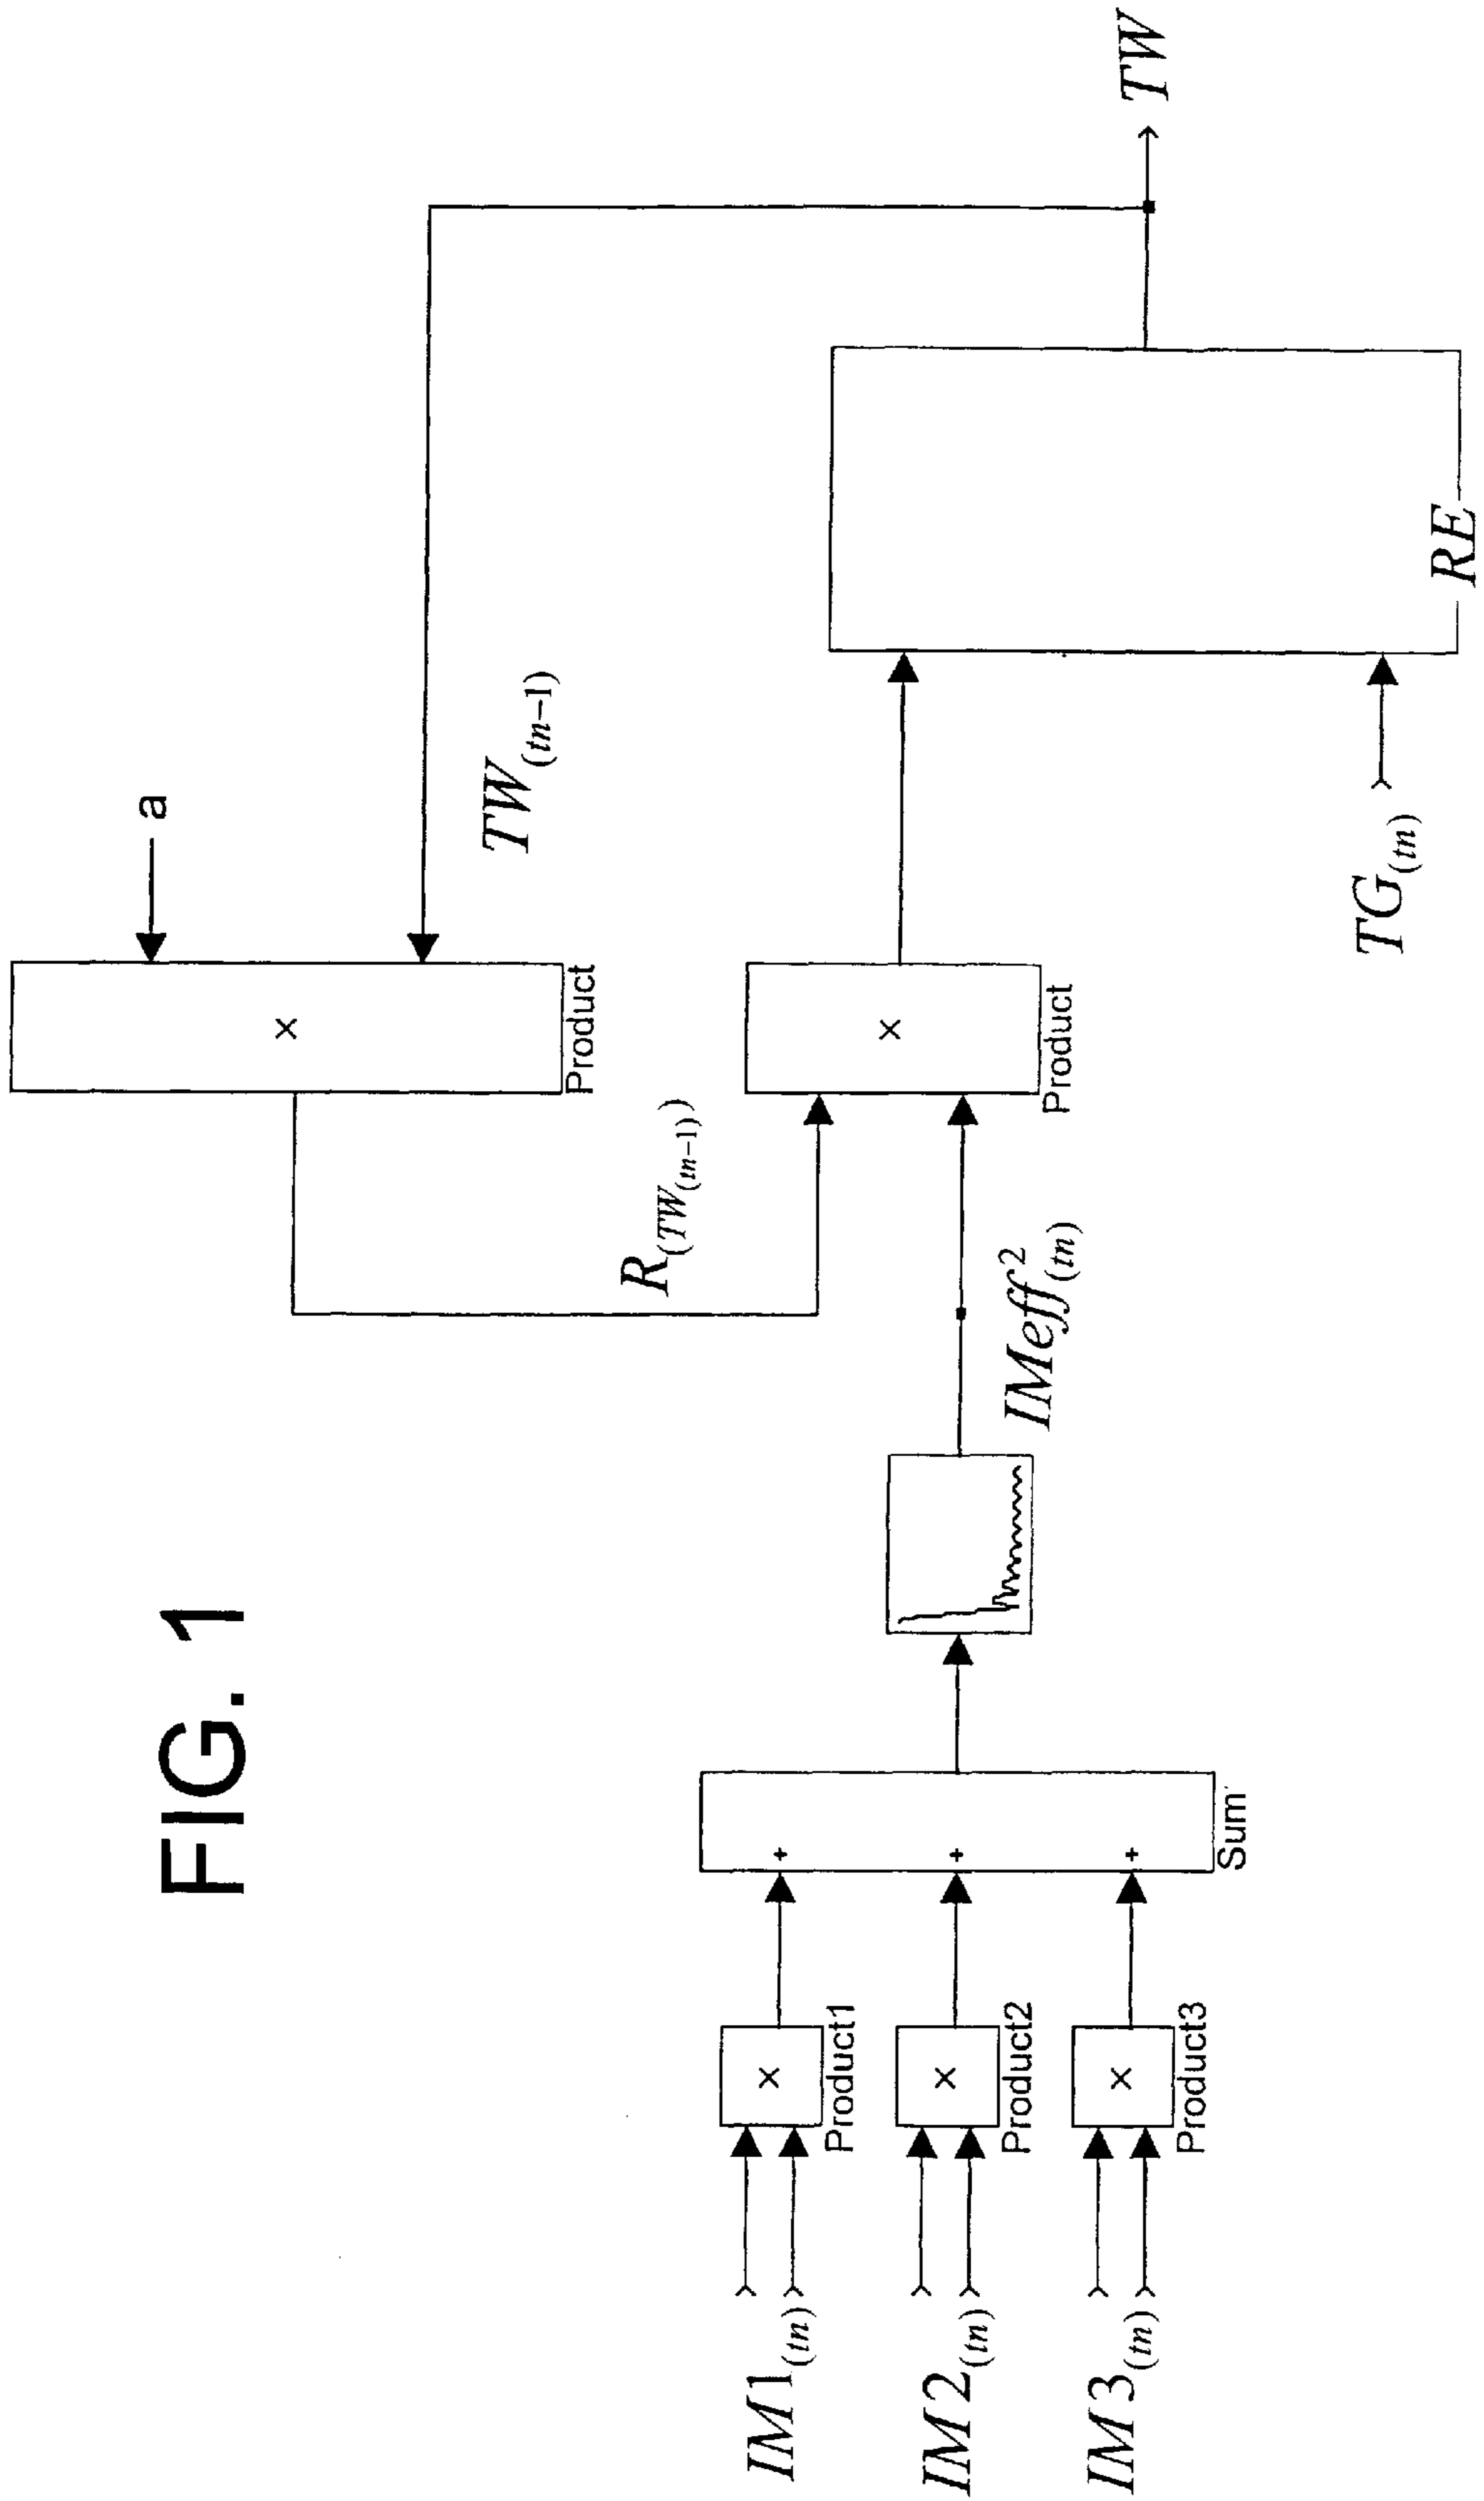 FIG. 1
a
×
Product
TW(tn−1)
R(TW(tn−1))
TW
IM1(tn)
×
Product1
IM2(tn)
×
Product2
IM3(tn)
×
Product3
+
+
+
Sum
IMeff²(tn)
×
Product
TG(tn)
RE